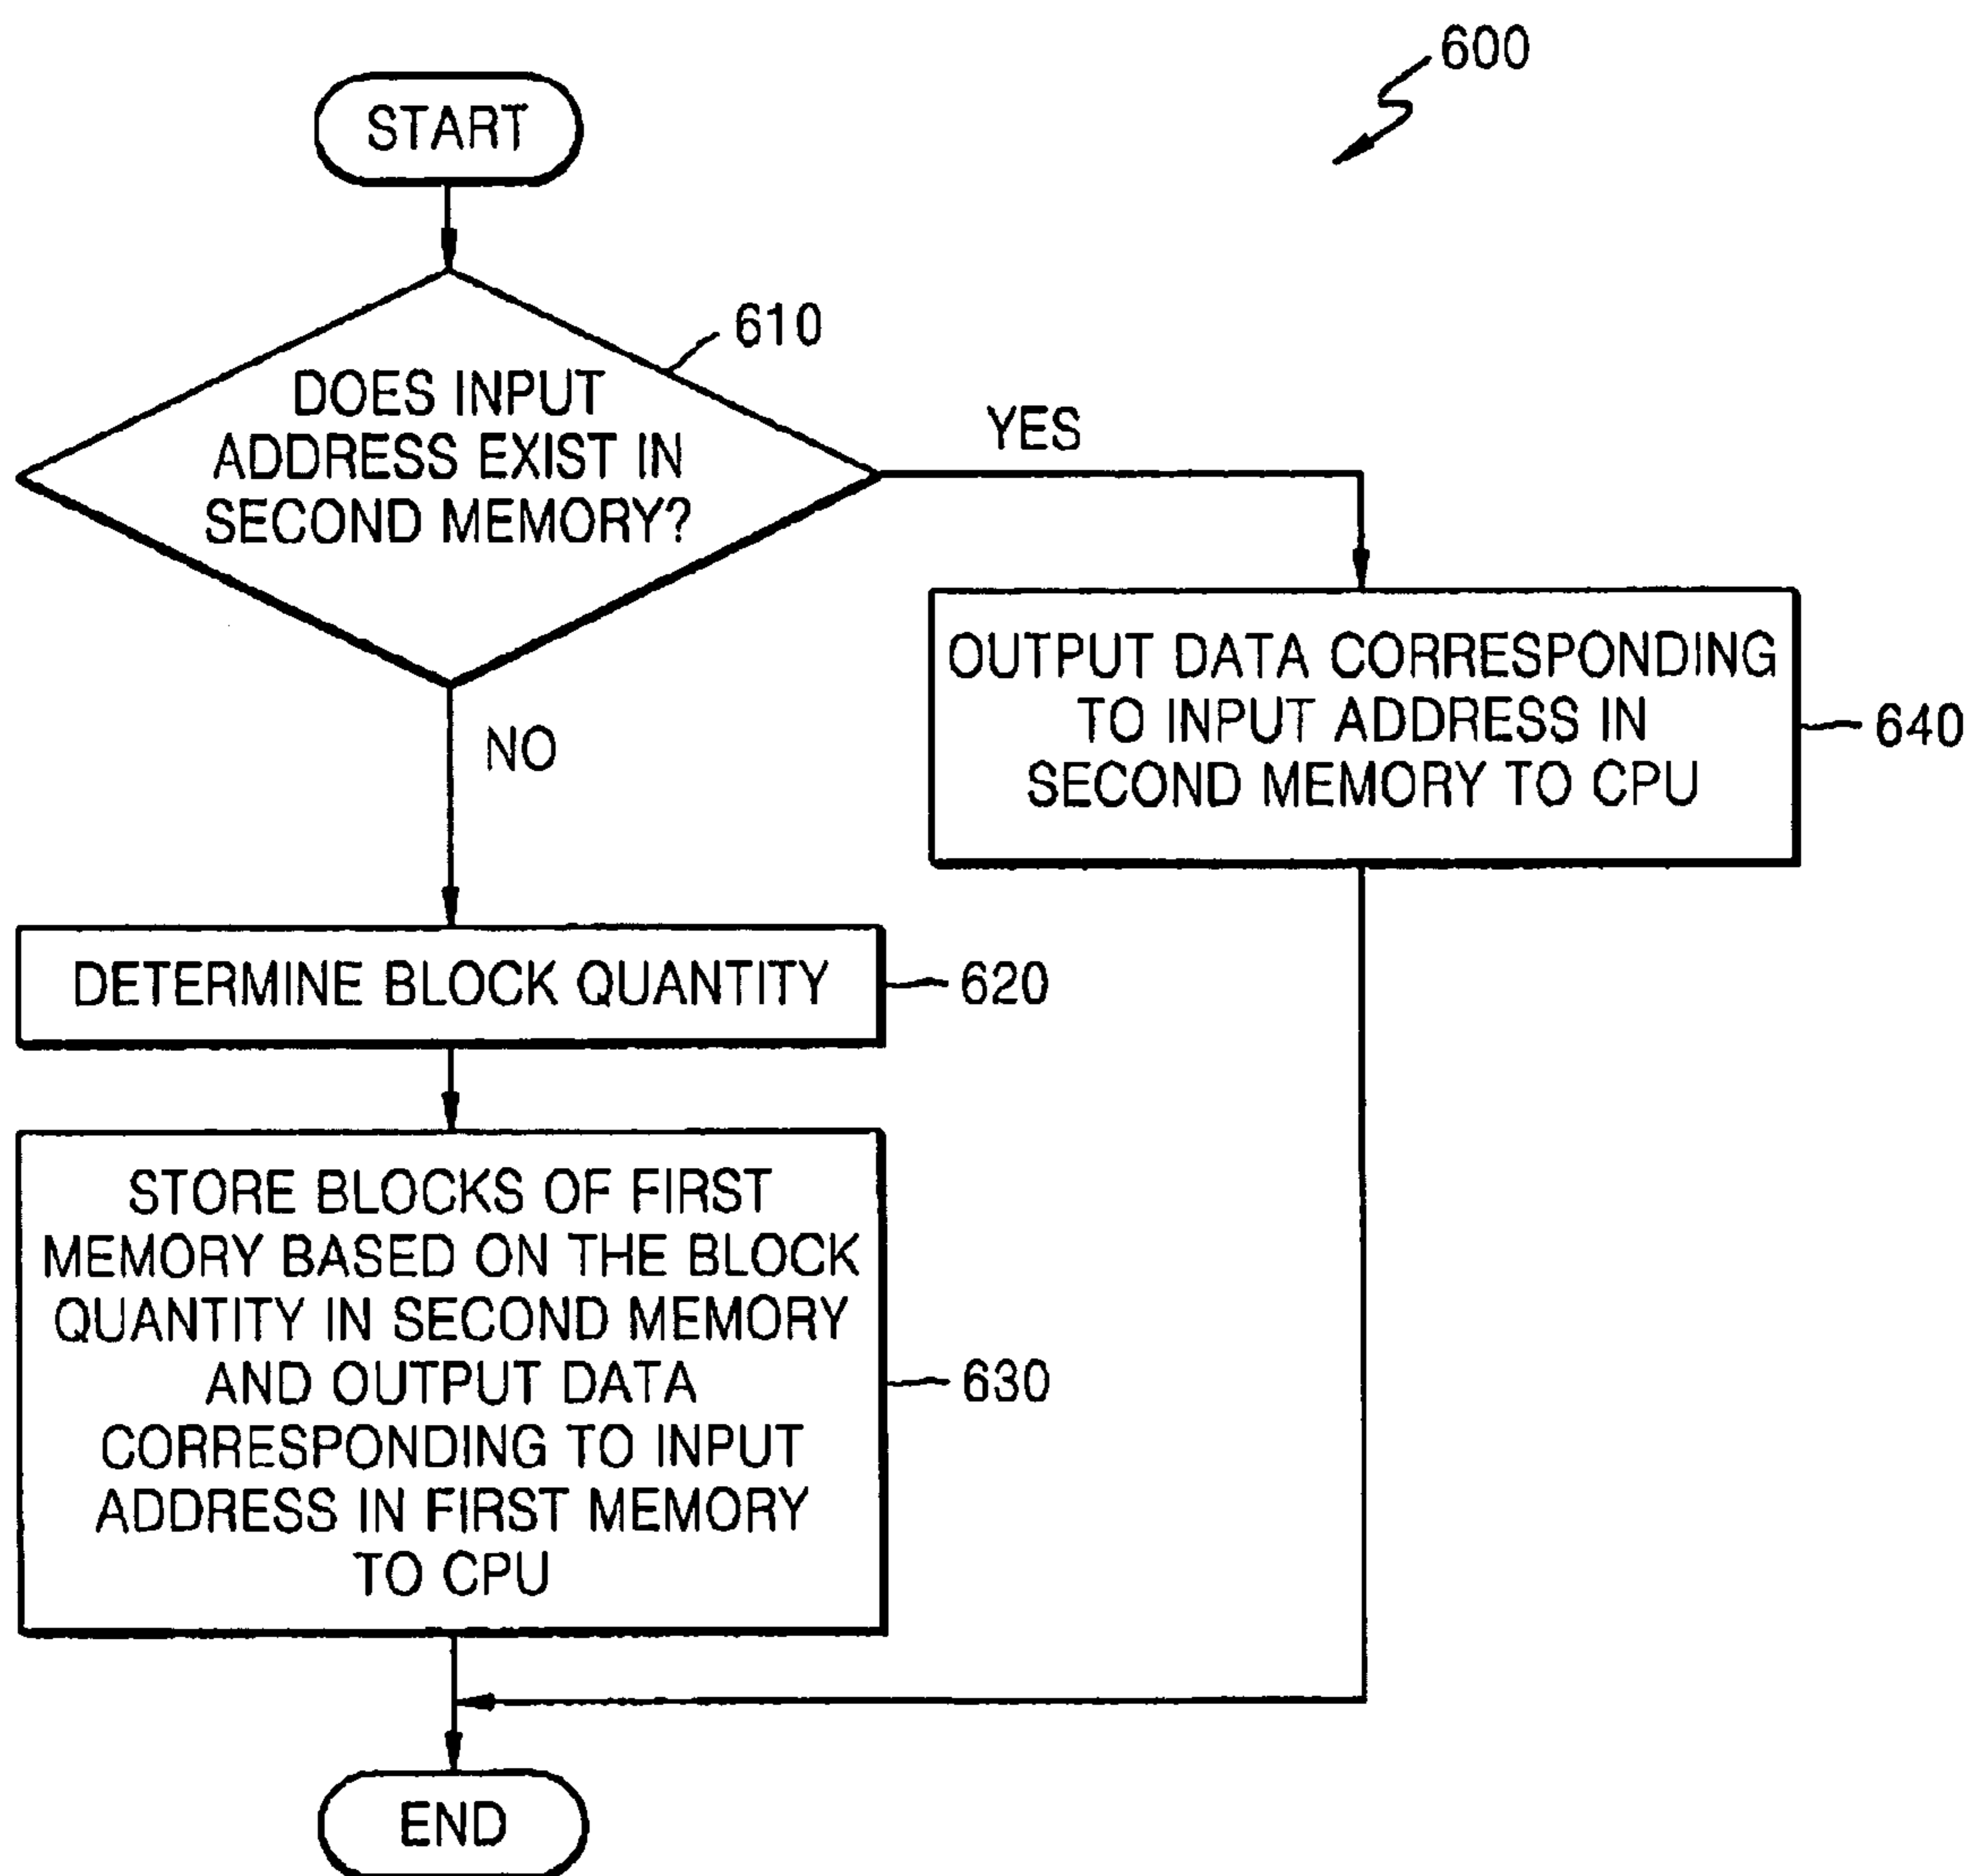 600
START
610
DOES INPUT
ADDRESS EXIST IN
SECOND MEMORY?
YES
NO
OUTPUT DATA CORRESPONDING
TO INPUT ADDRESS IN
SECOND MEMORY TO CPU
640
DETERMINE BLOCK QUANTITY
620
STORE BLOCKS OF FIRST
MEMORY BASED ON THE BLOCK
QUANTITY IN SECOND MEMORY
AND OUTPUT DATA
CORRESPONDING TO INPUT
ADDRESS IN FIRST MEMORY
TO CPU
630
END